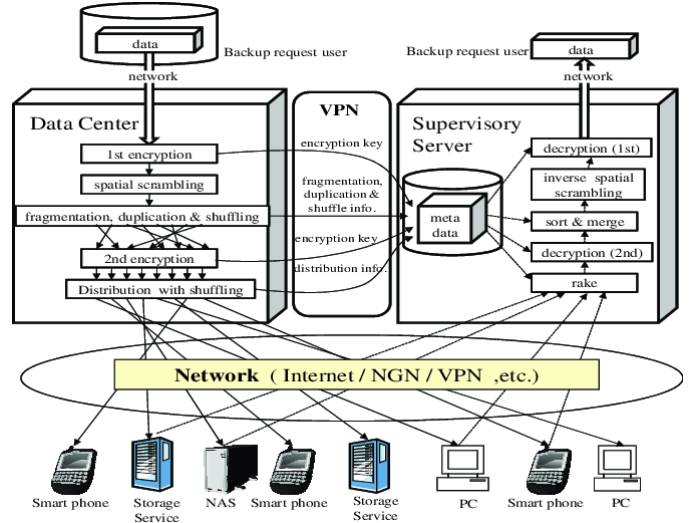 data
Backup request user
network
Backup request user
data
network
Data Center
1st encryption
spatial scrambling
fragmentation, duplication & shuffling
2nd encryption
Distribution with shuffling
VPN
encryption key
fragmentation,
duplication &
shuffle info.
encryption key
distribution info.
Supervisory
Server
meta
data
decryption (1st)
inverse spatial
scrambling
sort & merge
decryption (2nd)
rake
Network ( Internet / NGN / VPN ,etc.)
Smart phone
Storage
Service
NAS
Smart phone
Storage
Service
PC
Smart phone
PC